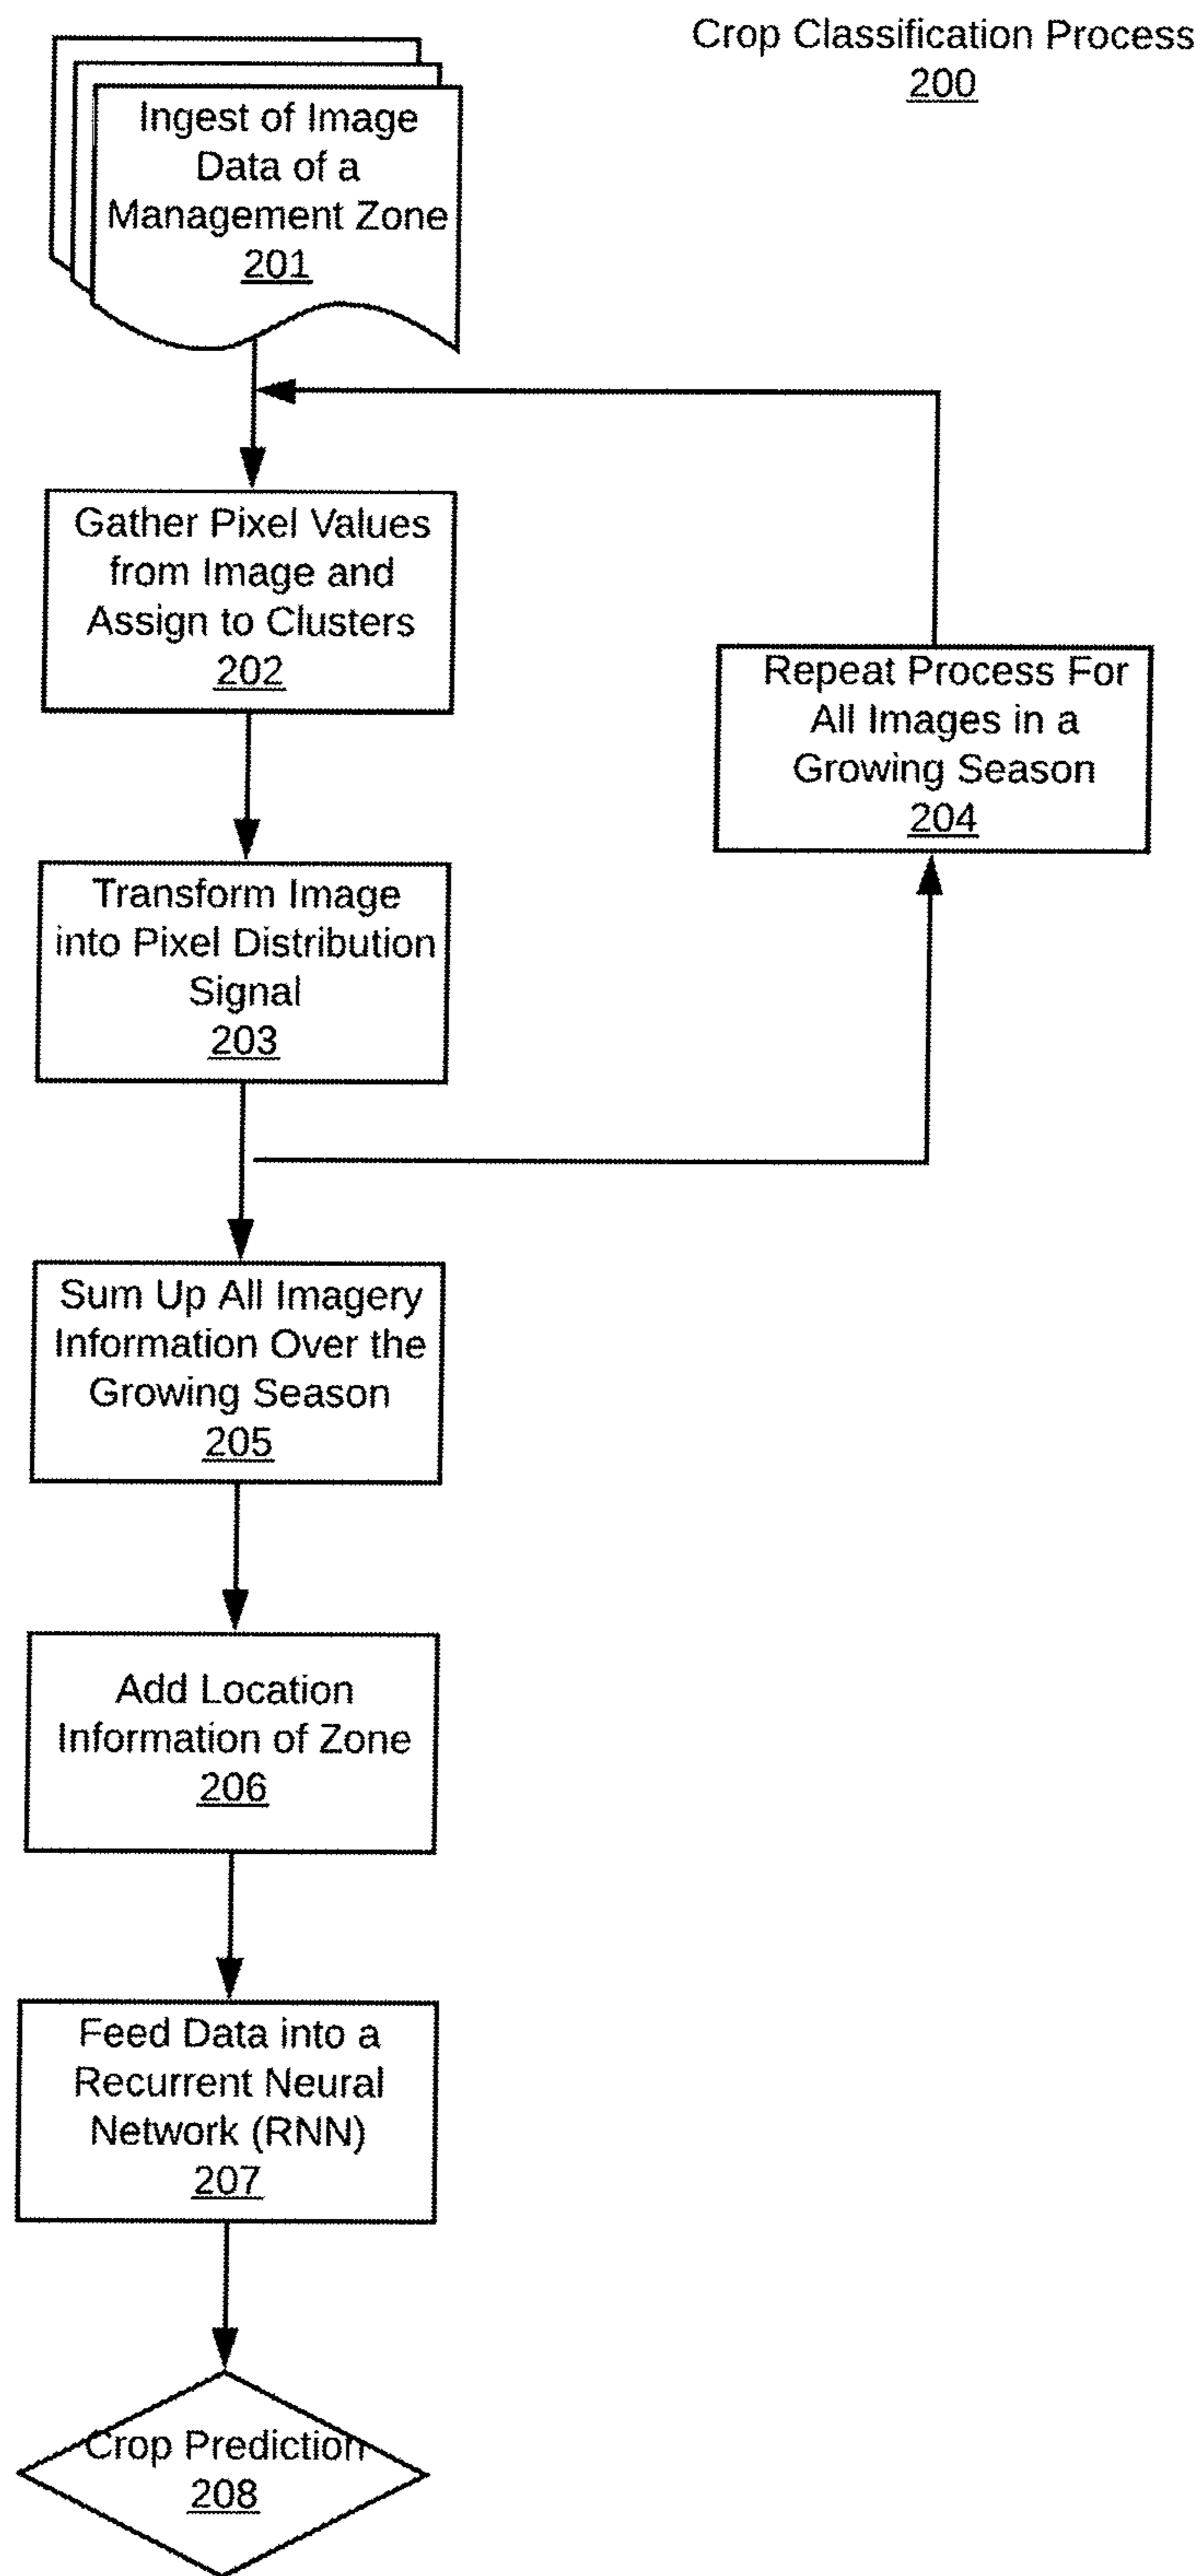 Crop Classification Process
200
Ingest of Image
Data of a
Management Zone
201
Gather Pixel Values
from Image and
Assign to Clusters
202
Repeat Process For
All Images in a
Growing Season
204
Transform Image
into Pixel Distribution
Signal
203
Sum Up All Imagery
Information Over the
Growing Season
205
Add Location
Information of Zone
206
Feed Data into a
Recurrent Neural
Network (RNN)
207
Crop Prediction
208